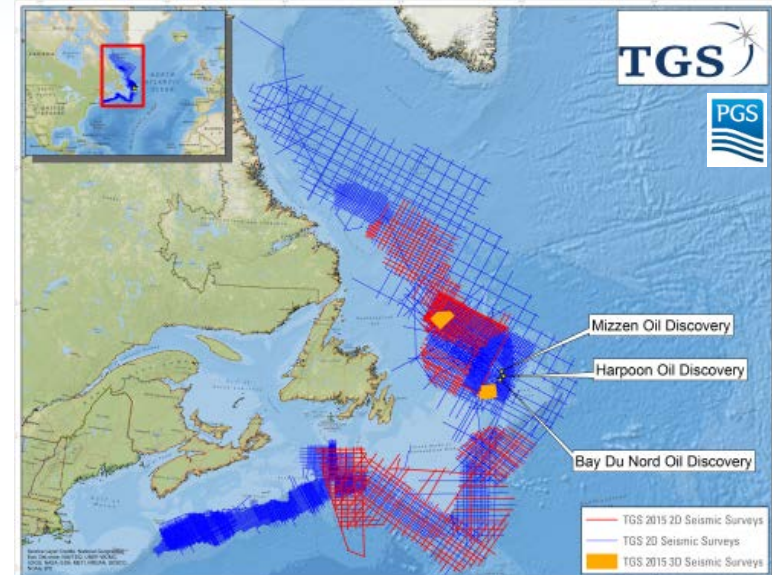 TGS
PGS
Mizzen Oil Discovery
Harpoon Oil Discovery
Bay Du Nord Oil Discovery
TGS 2015 2D Seismic Surveys
TGS 2D Seismic Surveys
TGS 2015 3D Seismic Surveys